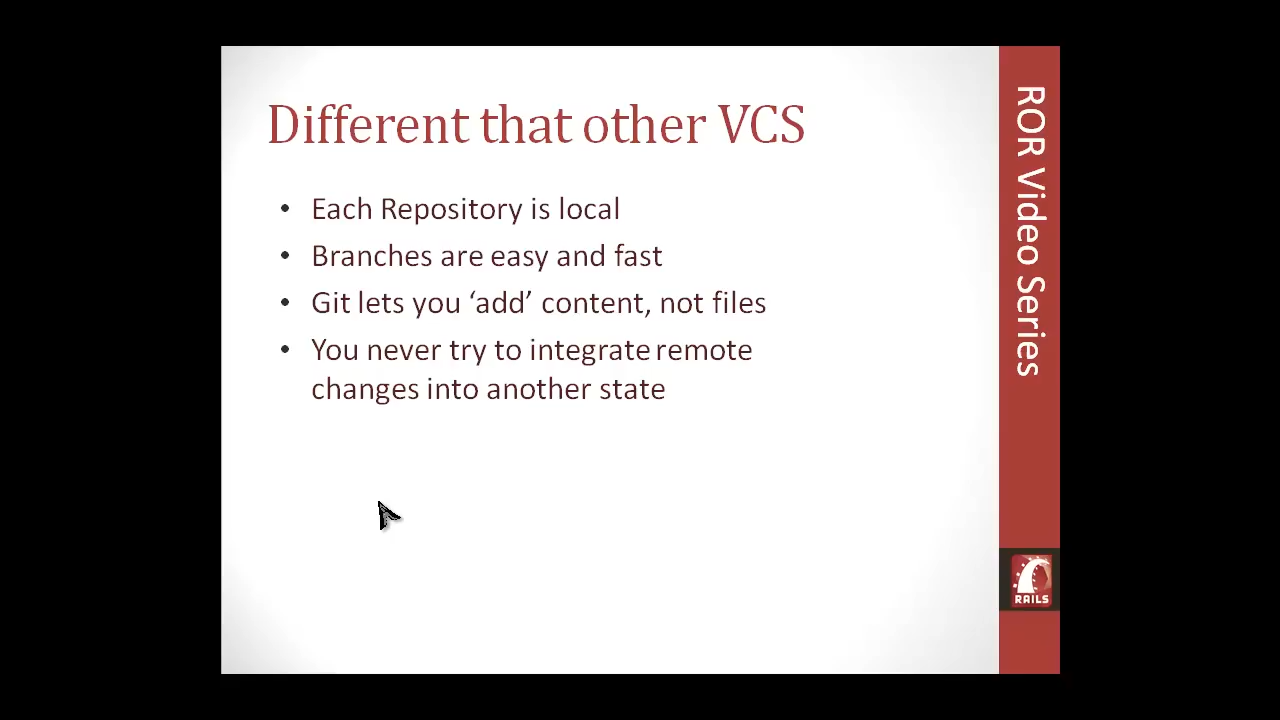 Different that other VCS
• Each Repository is local
• Branches are easy and fast
• Git lets you ‘add’ content, not files
• You never try to integrate remote
changes into another state
ROR Video Series
RAILS